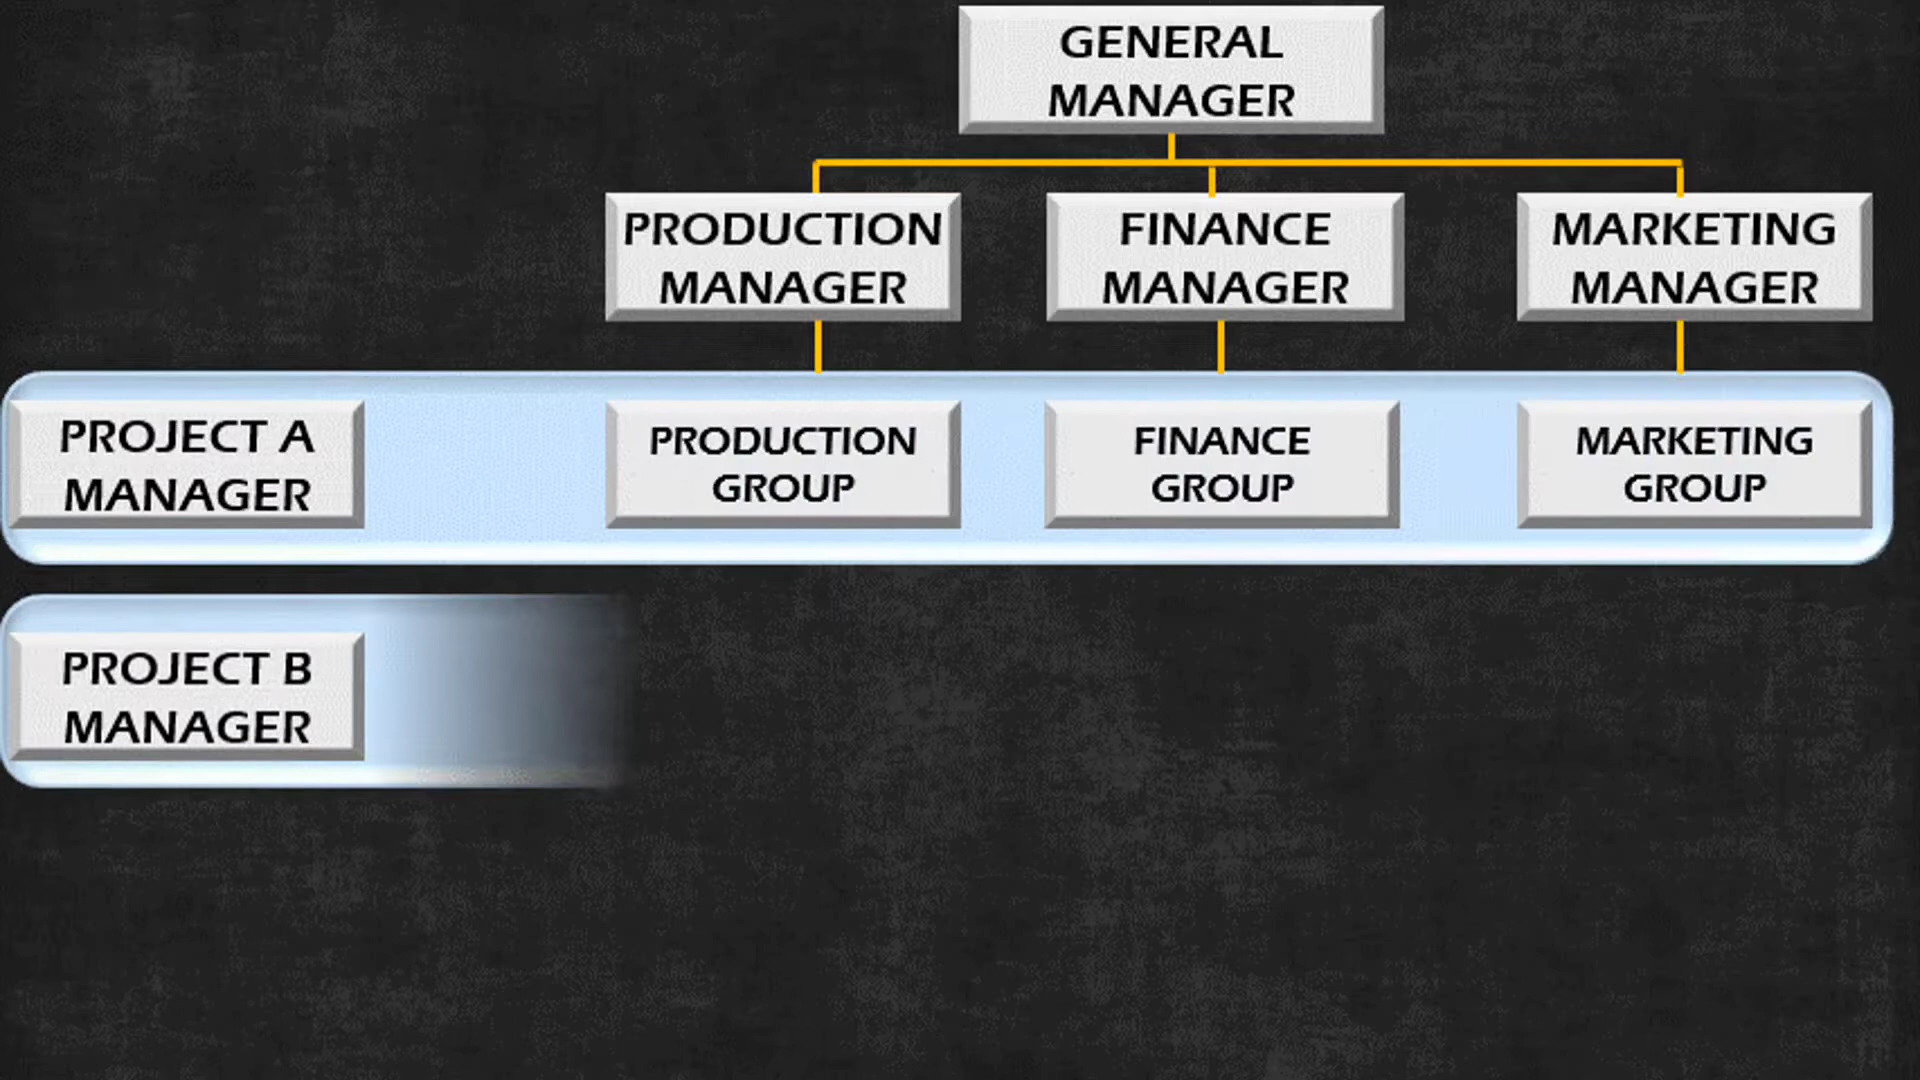 GENERAL
MANAGER
PRODUCTION
MANAGER
FINANCE
MANAGER
MARKETING
MANAGER
PROJECT A
MANAGER
PRODUCTION
GROUP
FINANCE
GROUP
MARKETING
GROUP
PROJECT B
MANAGER